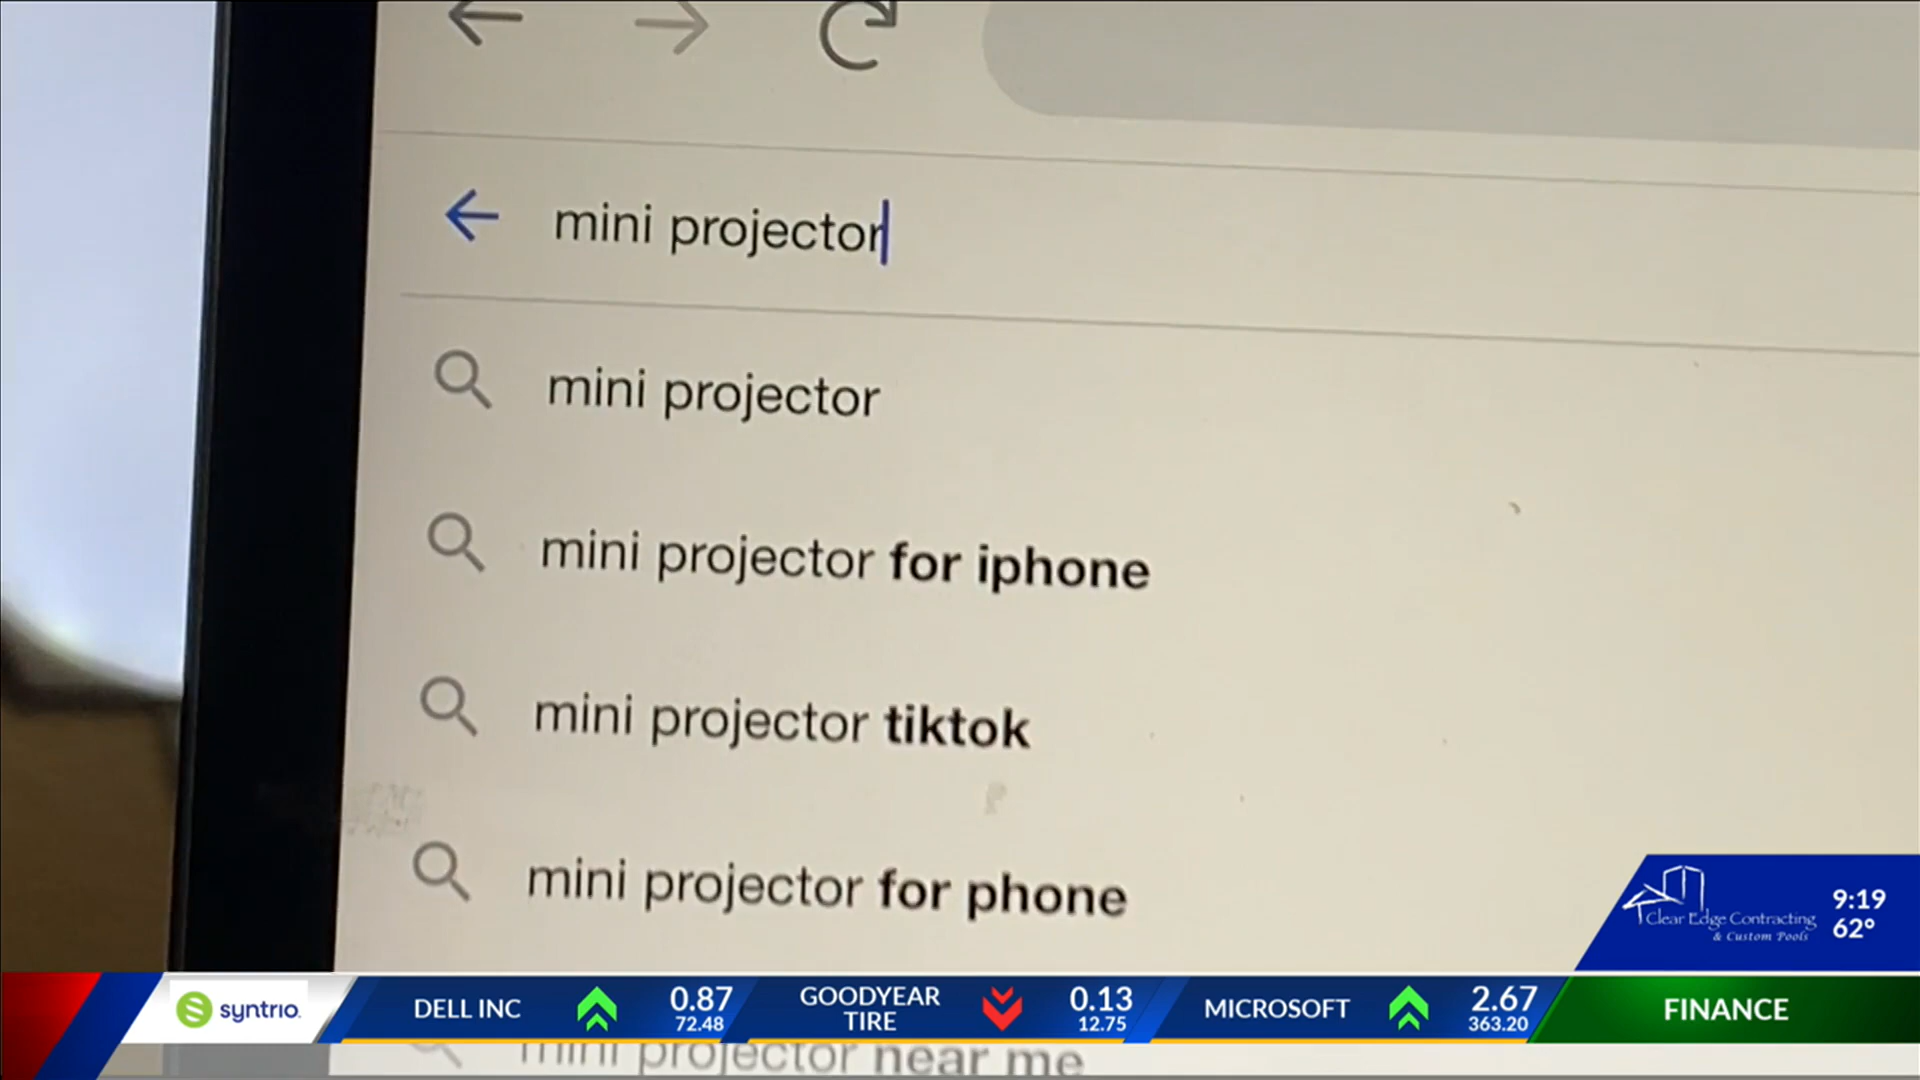 mini projector
mini projector
mini projector for iphone
mini projector tiktok
mini projector for phone
Clear Edge Contracting
& Custom Pools
9:19
62°
syntrio.
DELL INC
0.87
72.48
GOODYEAR
TIRE
0.13
12.75
MICROSOFT
2.67
363.20
FINANCE
mini projector near me